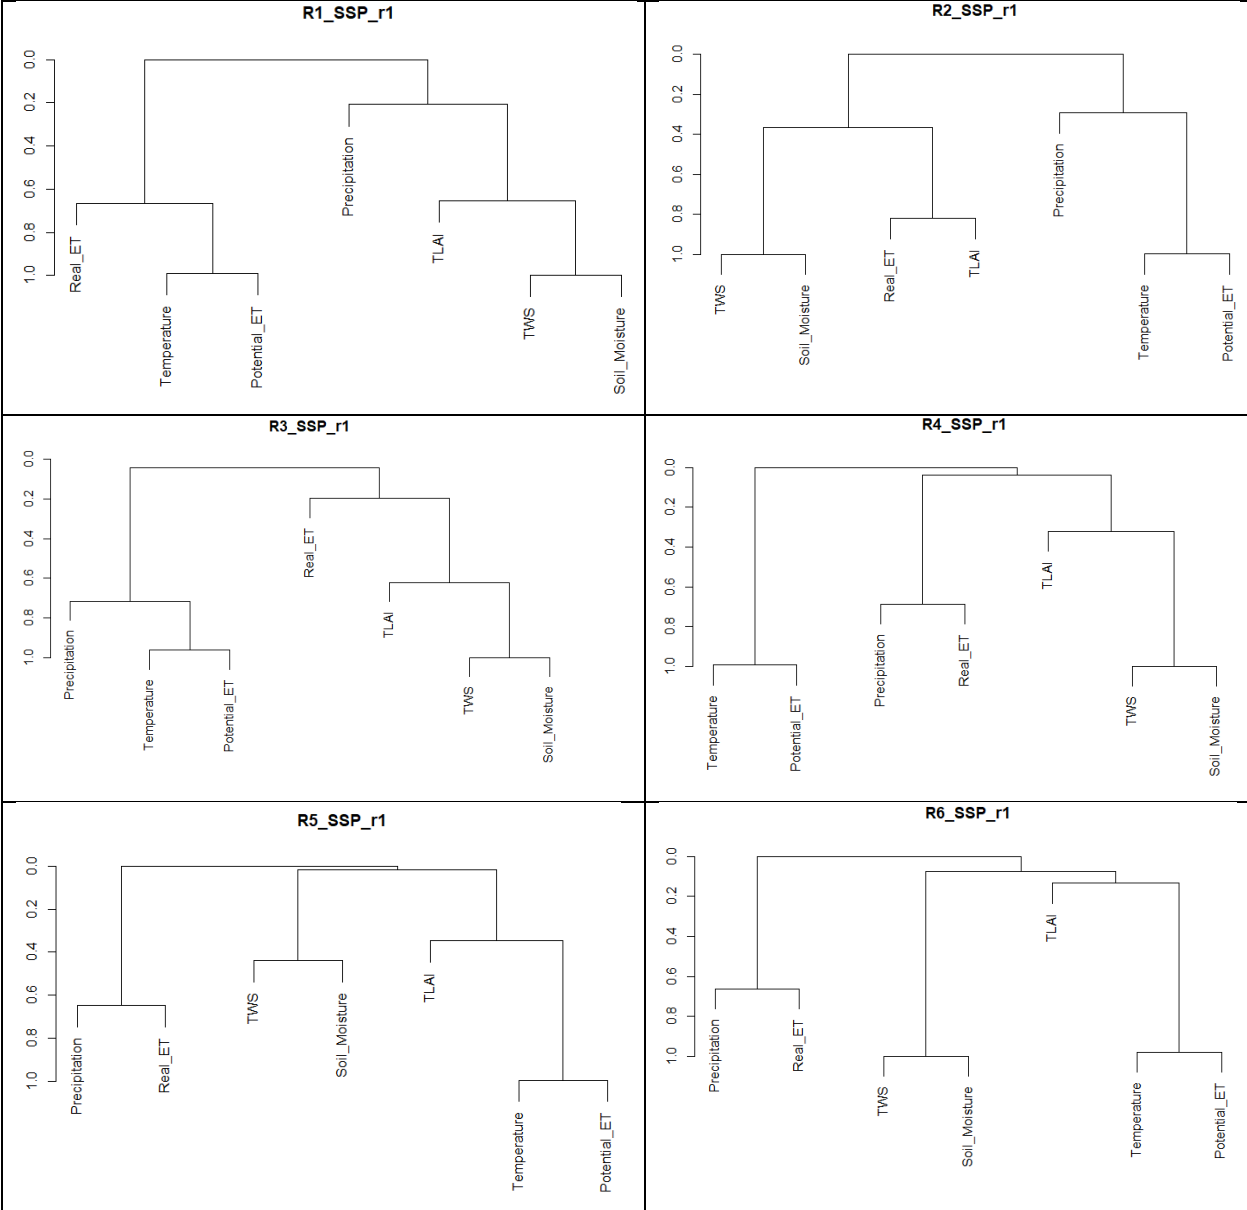 R1_SSP_r1
0.0
0.2
0.4
0.6
0.8
1.0
Real_ET
Temperature
Potential_ET
Precipitation
TLAI
TWS
Soil_Moisture
R2_SSP_r1
0.0
0.2
0.4
0.6
0.8
1.0
TWS
Soil_Moisture
Real_ET
TLAI
Precipitation
Temperature
Potential_ET
R3_SSP_r1
0.0
0.2
0.4
0.6
0.8
1.0
Precipitation
Temperature
Potential_ET
Real_ET
TLAI
TWS
Soil_Moisture
R4_SSP_r1
0.0
0.2
0.4
0.6
0.8
1.0
Temperature
Potential_ET
Precipitation
Real_ET
TLAI
TWS
Soil_Moisture
R5_SSP_r1
0.0
0.2
0.4
0.6
0.8
1.0
Precipitation
Real_ET
TWS
Soil_Moisture
TLAI
Temperature
Potential_ET
R6_SSP_r1
0.0
0.2
0.4
0.6
0.8
1.0
Precipitation
Real_ET
TWS
Soil_Moisture
TLAI
Temperature
Potential_ET